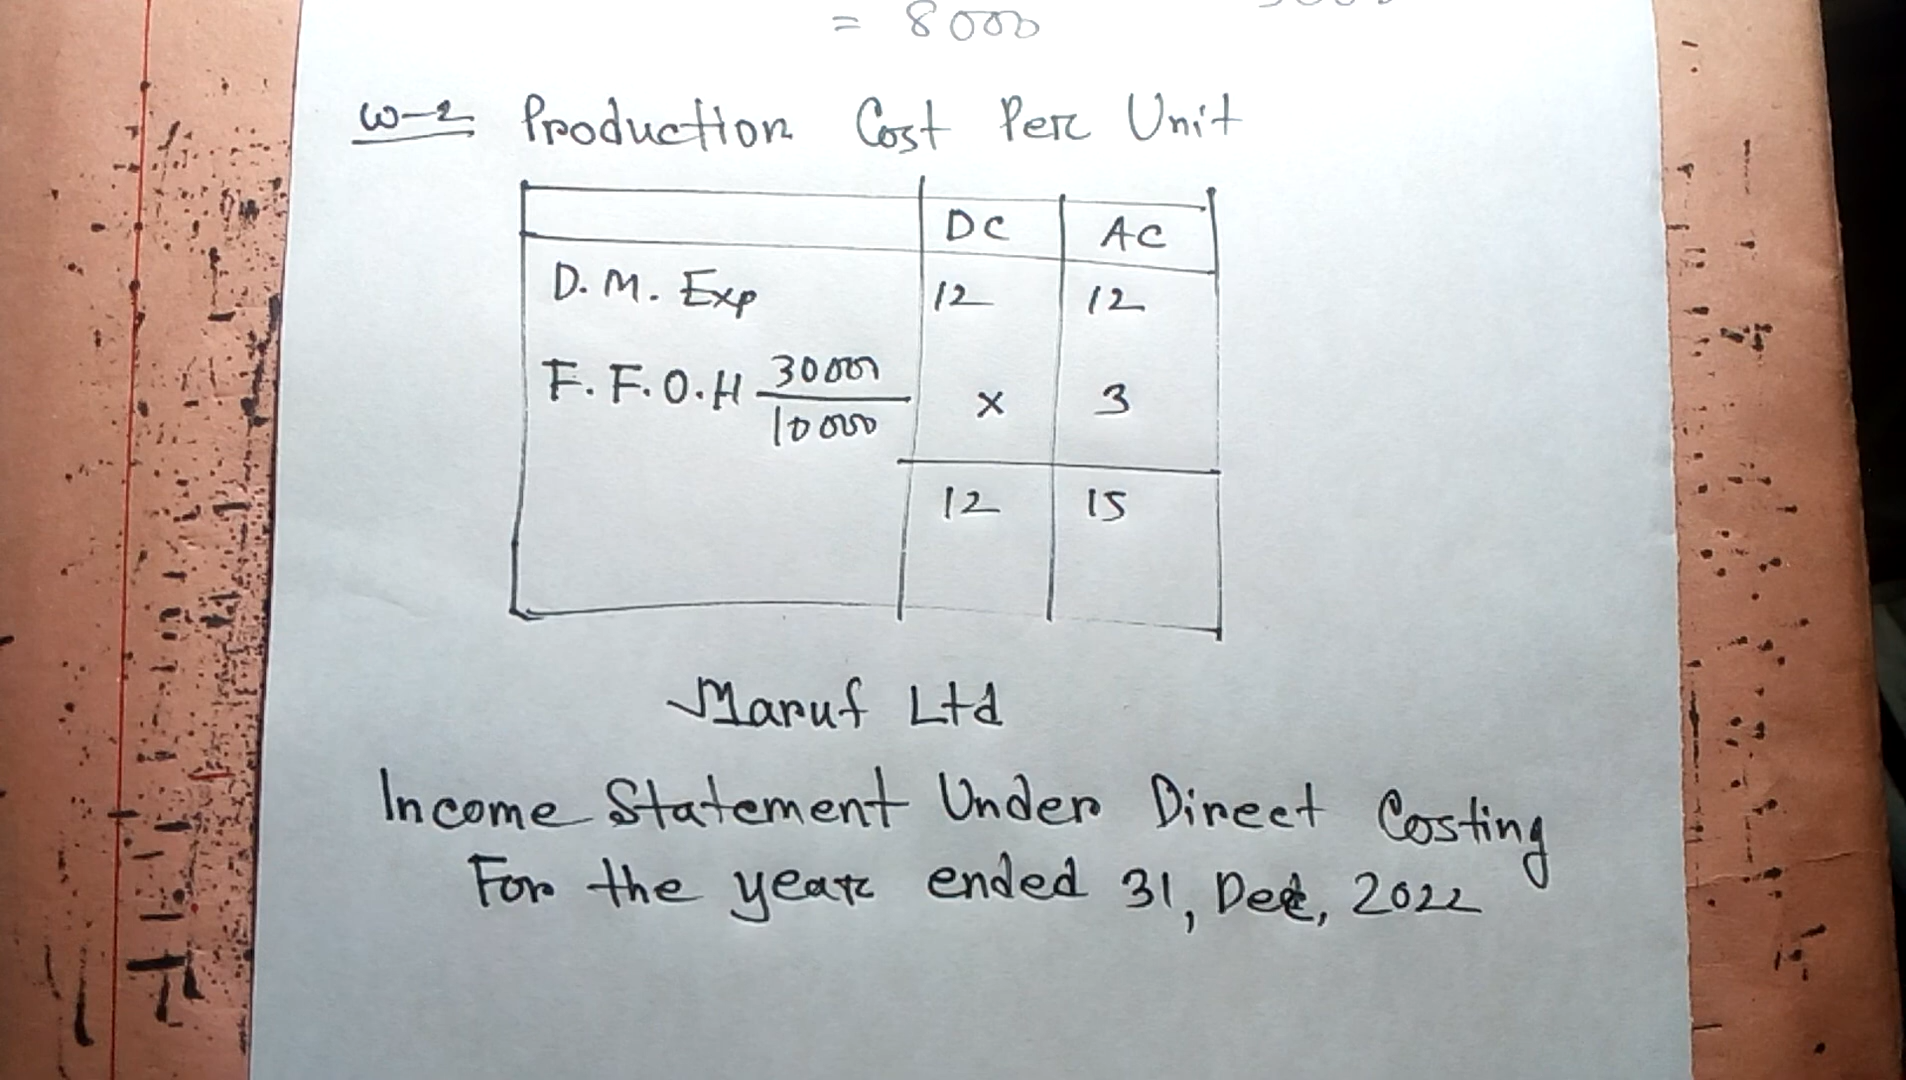 = 8000
W-2 Production Cost Per Unit
DC AC
D. M. Exp 12 12
F. F. O. H 30000/10000 x 3
12 15
Maruf Ltd
Income Statement Under Direct Costing
For the year ended 31, Dec, 2022